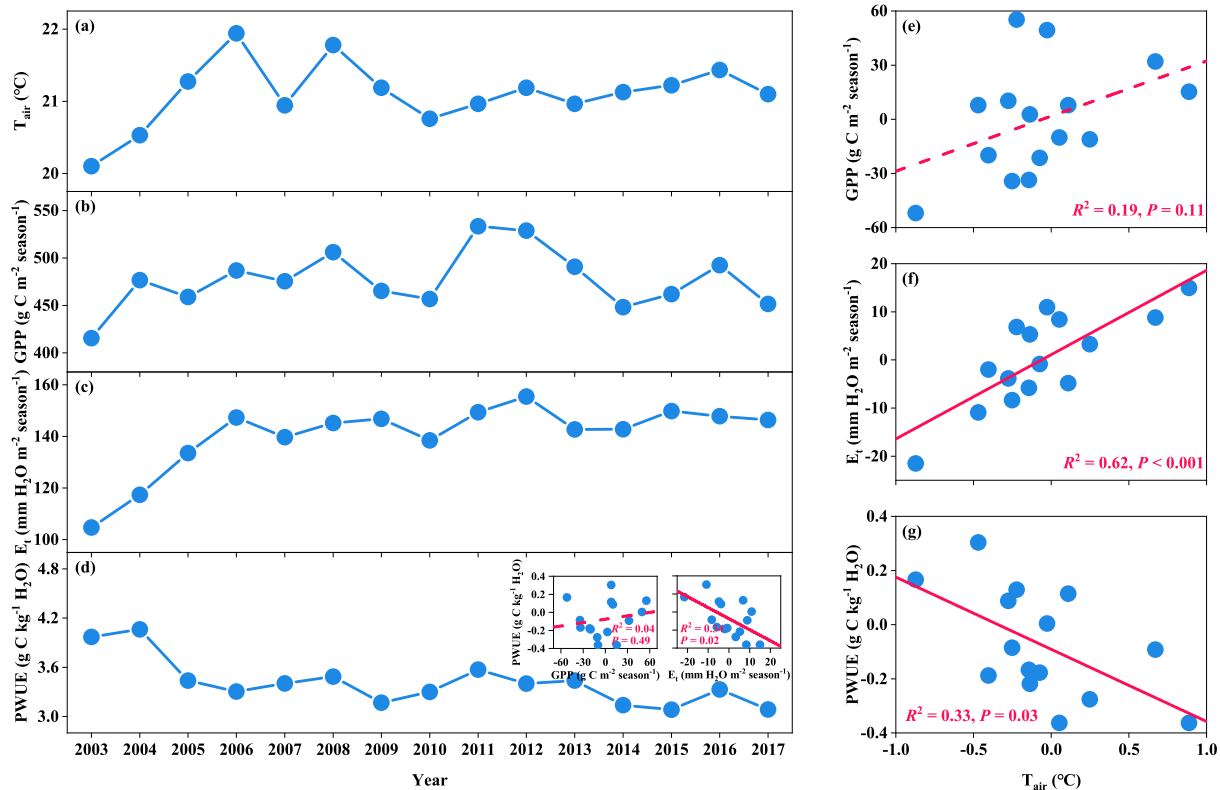 (a)
T_air (℃)
22
21
20
(b)
GPP (g C m⁻² season⁻¹)
550
500
450
400
(c)
E_t (mm H₂O m⁻² season⁻¹)
160
140
120
100
(d)
PWUE (g C kg⁻¹ H₂O)
4.8
4.2
3.6
3.0
PWUE (g C kg⁻¹ H₂O)
0.4
0.2
0.0
-0.2
-0.4
R² = 0.04
P = 0.49
-60 -30 0 30 60
GPP (g C m⁻² season⁻¹)
P = 0.02
-20 -10 0 10 20
E_t (mm H₂O m⁻² season⁻¹)
2003 2004 2005 2006 2007 2008 2009 2010 2011 2012 2013 2014 2015 2016 2017
Year
(e)
GPP (g C m⁻² season⁻¹)
60
30
0
-30
-60
R² = 0.19, P = 0.11
(f)
E_t (mm H₂O m⁻² season⁻¹)
20
10
0
-10
-20
R² = 0.62, P < 0.001
(g)
PWUE (g C kg⁻¹ H₂O)
0.4
0.2
0.0
-0.2
-0.4
R² = 0.33, P = 0.03
-1.0 -0.5 0.0 0.5 1.0
T_air (℃)